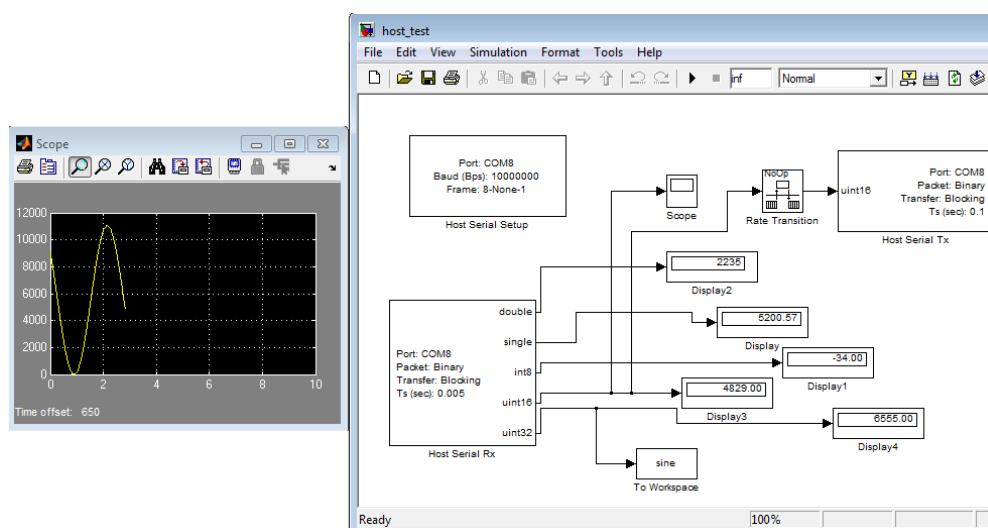 host_test
File Edit View Simulation Format Tools Help
inf Normal
Port: COM8
Baud (Bps): 10000000
Frame: 8-None-1
Host Serial Setup
Scope
NoOp
Rate Transition
uint16
Port: COM8
Packet: Binary
Transfer: Blocking
Ts (sec): 0.1
Host Serial Tx
2235
Display2
5200.57
Display
-34.00
Display1
4829.00
Display3
6555.00
Display4
Port: COM8
Packet: Binary
Transfer: Blocking
Ts (sec): 0.005
double
single
int8
uint16
uint32
Host Serial Rx
sine
To Workspace
Ready 100%
Scope
12000
10000
8000
6000
4000
2000
0
0 2 4 6 8 10
Time offset: 650